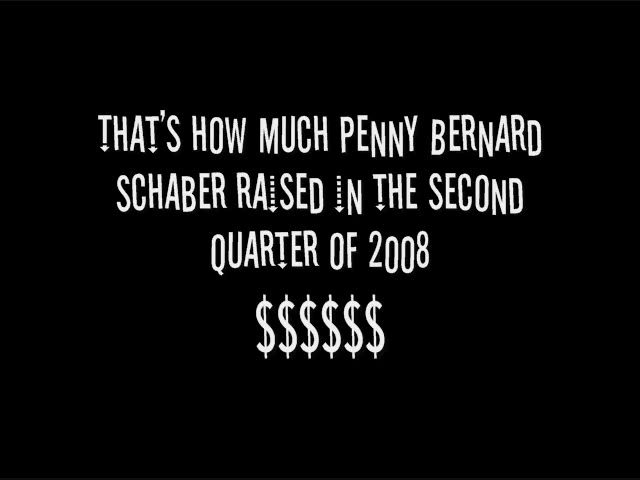 THAT'S HOW MUCH PENNY BERNARD
SCHABER RAISED IN THE SECOND
QUARTER OF 2008
$$$$$$